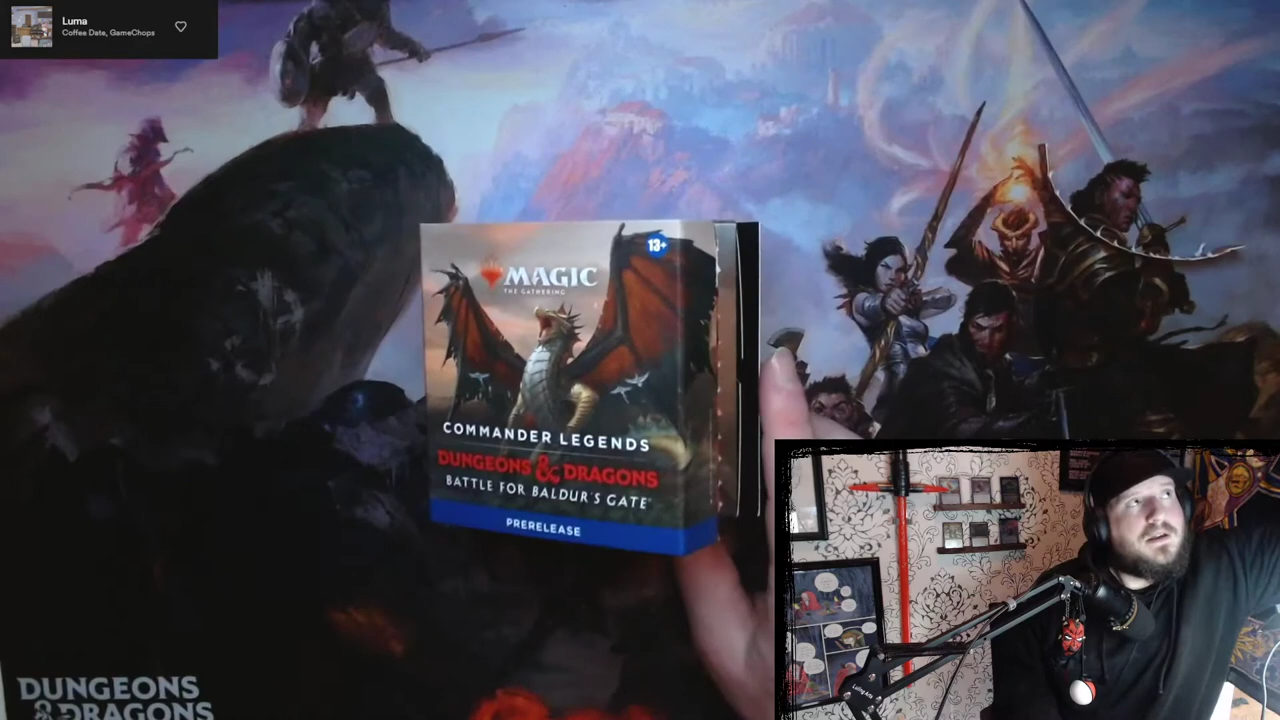 Luma
Coffee Date, GameChops
13+
MAGIC
THE GATHERING
COMMANDER LEGENDS
DUNGEONS & DRAGONS
BATTLE FOR BALDUR'S GATE
PRERELEASE
DUNGEONS
& DRAGONS